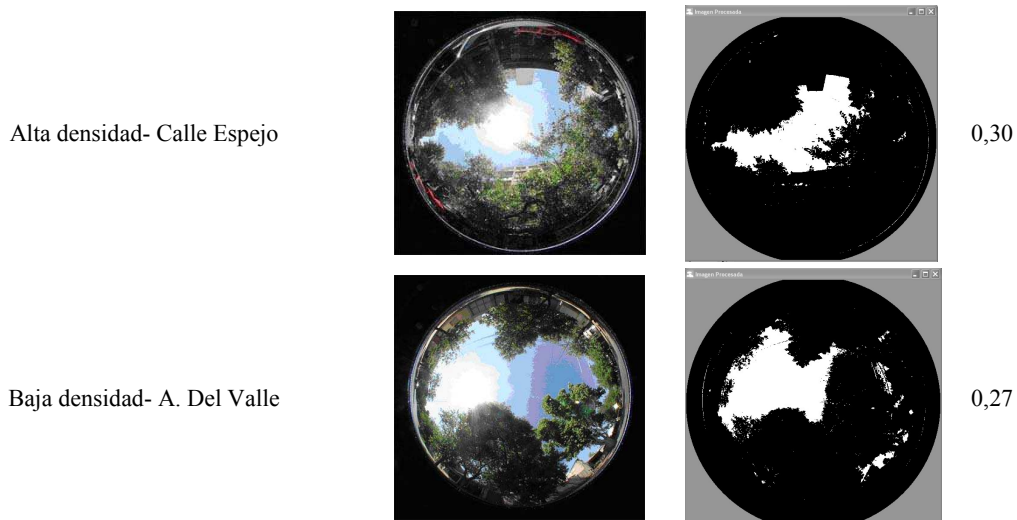 Imagen Procesada
Alta densidad- Calle Espejo
0,30
Imagen Procesada
Baja densidad- A. Del Valle
0,27